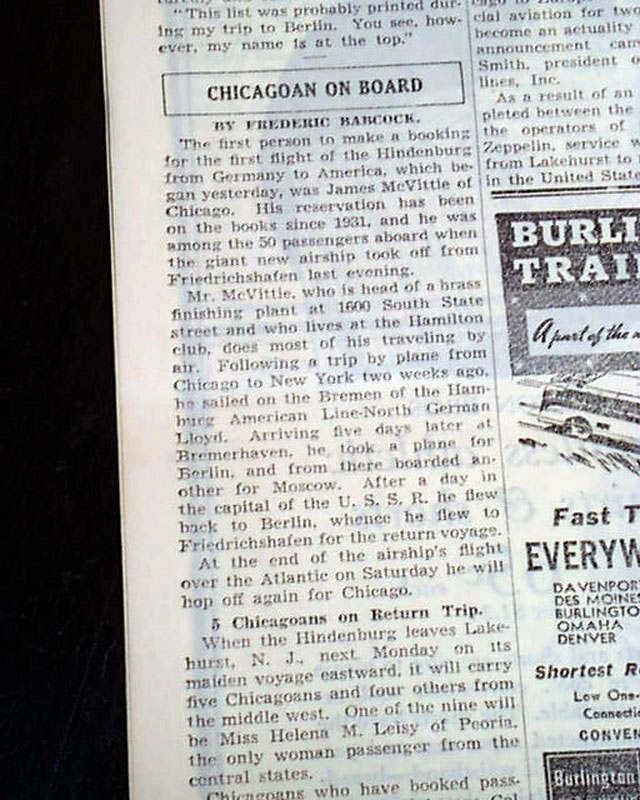 "This list was probably printed dur-
ing my trip to Berlin. You see, how-
ever, my name is at the top."
CHICAGOAN ON BOARD
BY FREDERIC BABCOCK.
The first person to make a booking
for the first flight of the Hindenburg
from Germany to America, which be-
gan yesterday, was James McVittie of
Chicago. His reservation has been
on the books since 1931, and he was
among the 50 passengers aboard when
the giant new airship took off from
Friedrichshafen last evening.
Mr. McVittie, who is head of a brass
finishing plant at 1600 South State
street and who lives at the Hamilton
club, does most of his traveling by
air. Following a trip by plane from
Chicago to New York two weeks ago,
he sailed on the Bremen of the Ham-
burg American Line-North German
Lloyd. Arriving five days later at
Bremerhaven, he took a plane for
Berlin, and from there boarded an-
other for Moscow. After a day in
the capital of the U. S. S. R. he flew
back to Berlin, whence he flew to
Friedrichshafen for the return voyage.
At the end of the airship's flight
over the Atlantic on Saturday he will
hop off again for Chicago.
5 Chicagoans on Return Trip.
When the Hindenburg leaves Lake-
hurst, N. J., next Monday on its
maiden voyage eastward, it will carry
five Chicagoans and four others from
the middle west. One of the nine will
be Miss Helena M. Leisy of Peoria,
the only woman passenger from the
central states.
Chicagoans who have booked pass-
cial aviation for two
become an actuality
announcement
Smith, president o
lines, Inc.
As a result of an
pleted between the
the operators of
Zeppelin, service w
from Lakehurst to
in the United State
BURLI
TRAI
A part of the
Fast T
EVERYW
DAVENPOR
DES MOINE
BURLINGTO
OMAHA
DENVER
Shortest R
Low One-
Connecti
CONVEN
Burlington